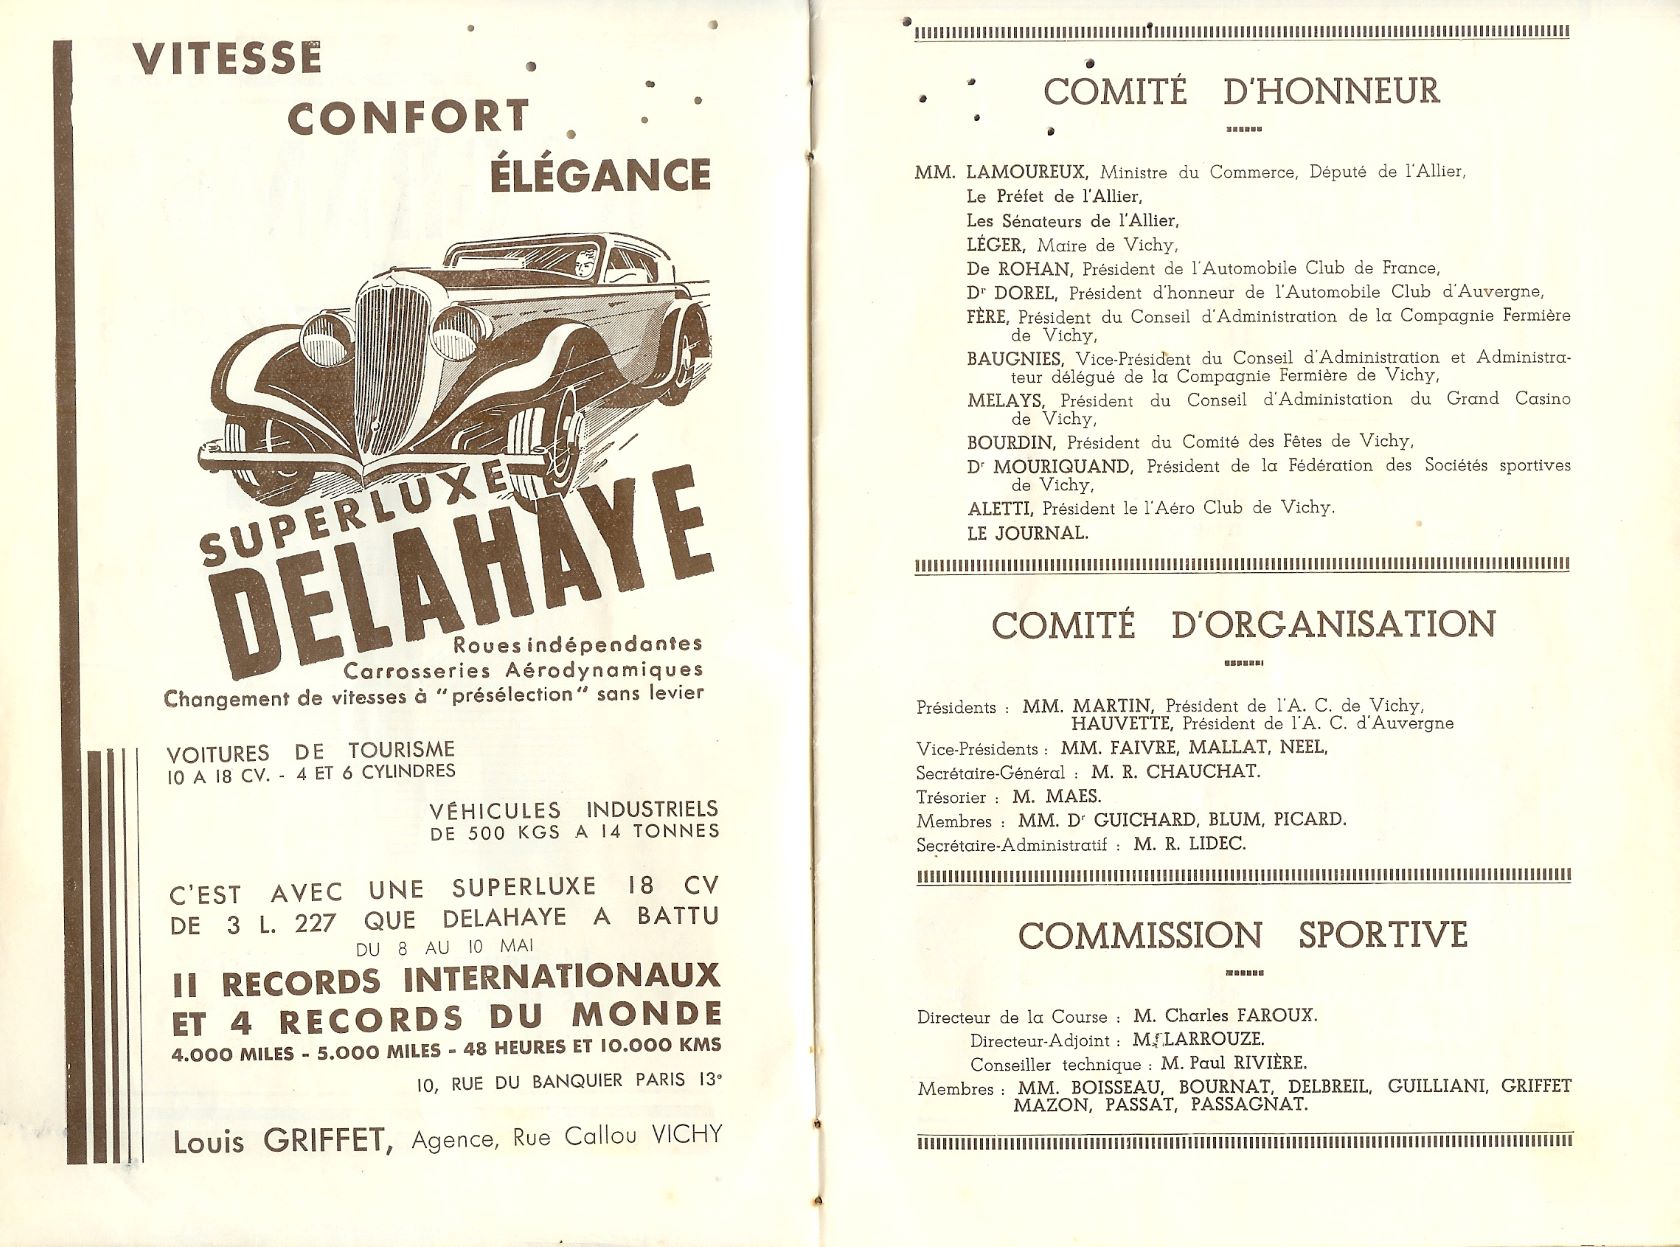 VITESSE
CONFORT
ÉLÉGANCE
SUPERLUXE
DELAHAYE
Roues indépendantes
Carrosseries Aérodynamiques
Changement de vitesses à "présélection" sans levier
VOITURES DE TOURISME
10 A 18 CV. - 4 ET 6 CYLINDRES
VÉHICULES INDUSTRIELS
DE 500 KGS A 14 TONNES
C'EST AVEC UNE SUPERLUXE 18 CV
DE 3 L. 227 QUE DELAHAYE A BATTU
DU 8 AU 10 MAI
11 RECORDS INTERNATIONAUX
ET 4 RECORDS DU MONDE
4.000 MILES - 5.000 MILES - 48 HEURES ET 10.000 KMS
10, RUE DU BANQUIER PARIS 13e
Louis GRIFFET, Agence, Rue Callou VICHY
COMITÉ D'HONNEUR
MM. LAMOUREUX, Ministre du Commerce, Député de l'Allier,
Le Préfet de l'Allier,
Les Sénateurs de l'Allier,
LÉGER, Maire de Vichy,
De ROHAN, Président de l'Automobile Club de France,
Dr DOREL, Président d'honneur de l'Automobile Club d'Auvergne,
FÈRE, Président du Conseil d'Administration de la Compagnie Fermière
de Vichy,
BAUGNIES, Vice-Président du Conseil d'Administration et Administra-
teur délégué de la Compagnie Fermière de Vichy,
MELAYS, Président du Conseil d'Administation du Grand Casino
de Vichy,
BOURDIN, Président du Comité des Fêtes de Vichy,
Dr MOURIQUAND, Président de la Fédération des Sociétés sportives
de Vichy,
ALETTI, Président le l'Aéro Club de Vichy.
LE JOURNAL.
COMITÉ D'ORGANISATION
Présidents : MM. MARTIN, Président de l'A. C. de Vichy,
HAUVETTE, Président de l'A. C. d'Auvergne
Vice-Présidents : MM. FAIVRE, MALLAT, NEEL,
Secrétaire-Général : M. R. CHAUCHAT.
Trésorier : M. MAES.
Membres : MM. Dr GUICHARD, BLUM, PICARD.
Secrétaire-Administratif : M. R. LIDEC.
COMMISSION SPORTIVE
Directeur de la Course : M. Charles FAROUX.
Directeur-Adjoint : M. LARROUZE.
Conseiller technique : M. Paul RIVIÈRE.
Membres : MM. BOISSEAU, BOURNAT, DELBREIL, GUILLIANI, GRIFFET
MAZON, PASSAT, PASSAGNAT.